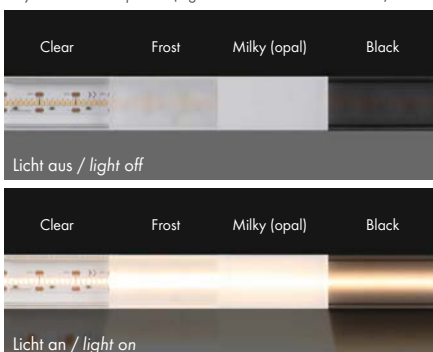 Clear Frost Milky (opal) Black
Licht aus / light off
Clear Frost Milky (opal) Black
Licht an / light on